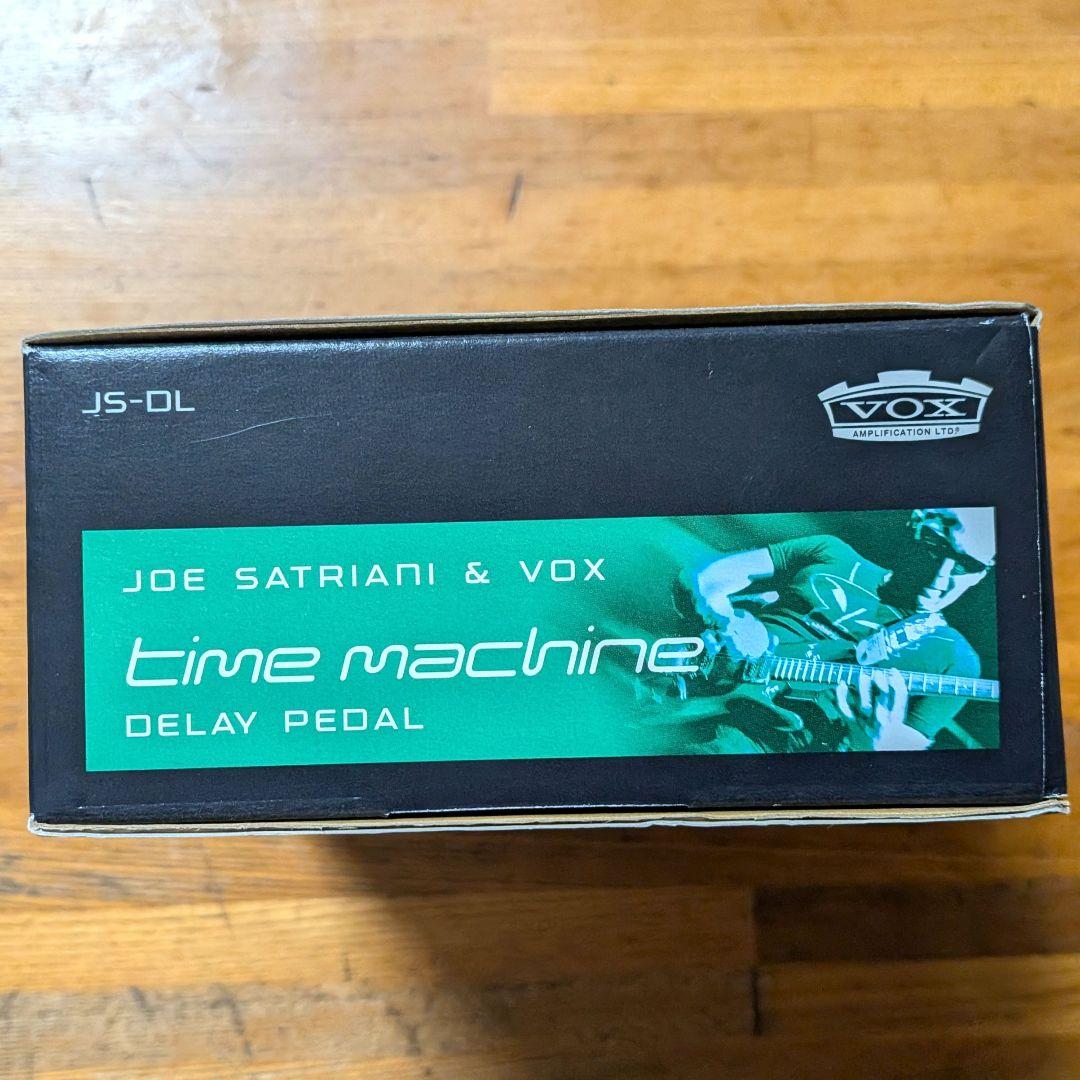 JS-DL
VOX
AMPLIFICATION LTD®
JOE SATRIANI & VOX
time machine
DELAY PEDAL